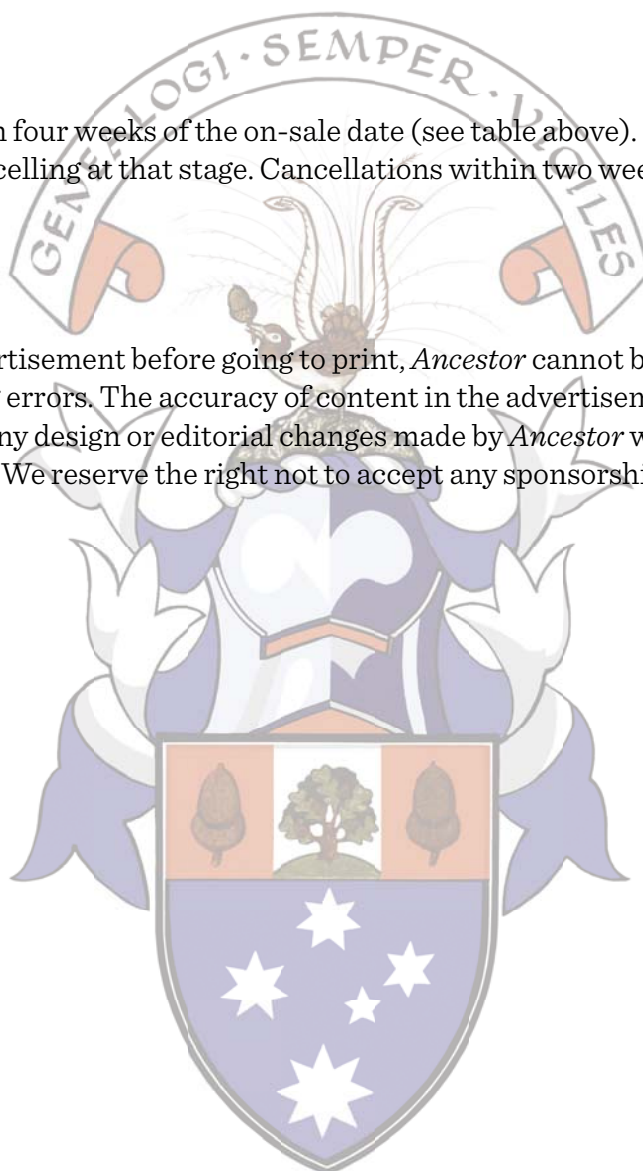 GENEALOGI · SEMPER · VIGILES
n four weeks of the on-sale date (see table above).
celling at that stage. Cancellations within two wee
rtisement before going to print, Ancestor cannot b
errors. The accuracy of content in the advertisem
ny design or editorial changes made by Ancestor w
We reserve the right not to accept any sponsorshi